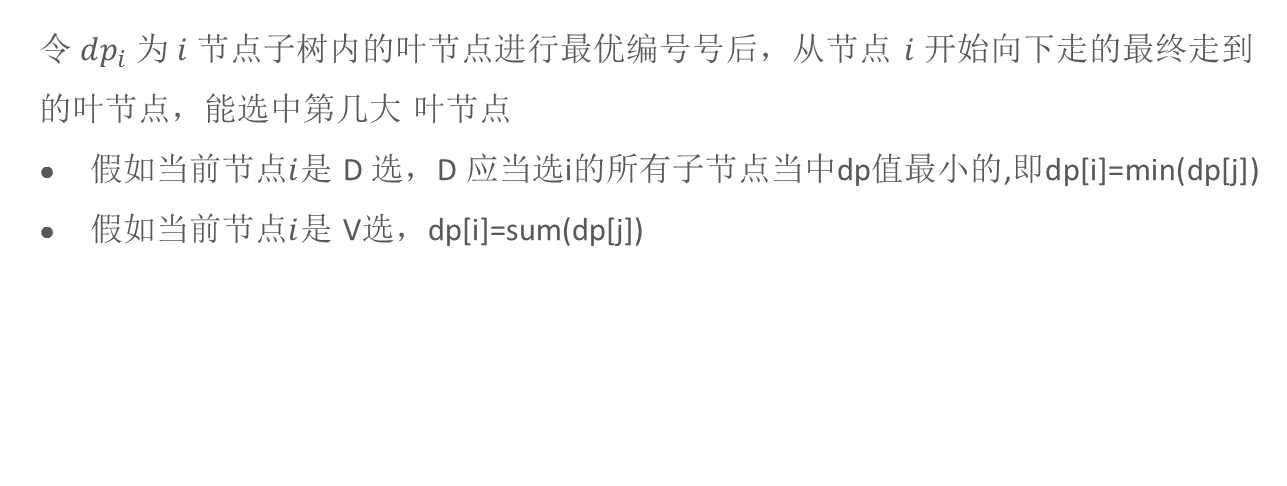 令 dpᵢ 为 i 节点子树内的叶节点进行最优编号号后，从节点 i 开始向下走的最终走到
的叶节点，能选中第几大 叶节点
• 假如当前节点i是 D 选，D 应当选i的所有子节点当中dp值最小的,即dp[i]=min(dp[j])
• 假如当前节点i是 V选，dp[i]=sum(dp[j])